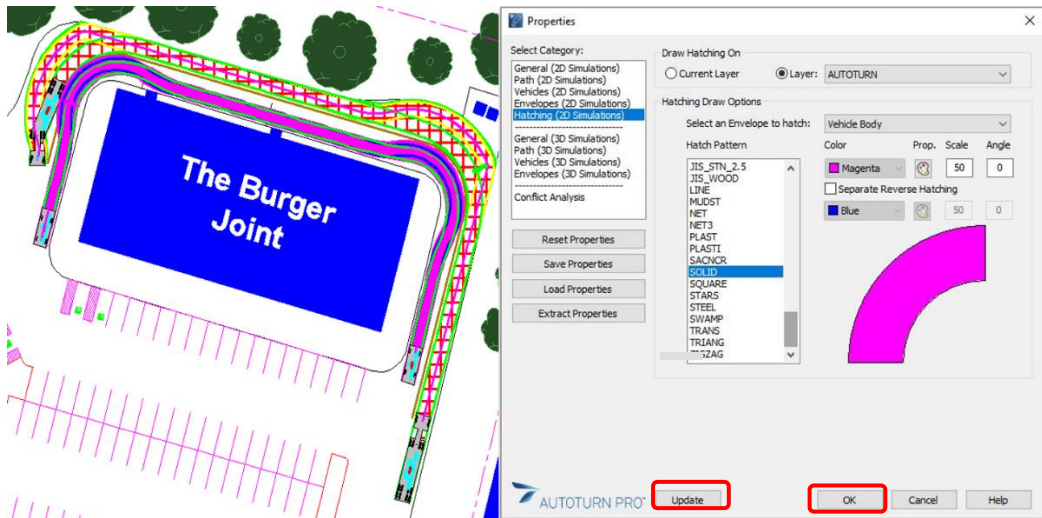 The Burger
Joint
Properties
Select Category:
General (2D Simulations)
Path (2D Simulations)
Vehicles (2D Simulations)
Envelopes (2D Simulations)
Hatching (2D Simulations)
General (3D Simulations)
Path (3D Simulations)
Vehicles (3D Simulations)
Envelopes (3D Simulations)
Conflict Analysis
Reset Properties
Save Properties
Load Properties
Extract Properties
Draw Hatching On
Current Layer
Layer:
AUTOTURN
Hatching Draw Options
Select an Envelope to hatch:
Vehicle Body
Hatch Pattern
JIS_STN_2.5
JIS_WOOD
LINE
MUDST
NET
NET3
PLAST
PLASTI
SACNCR
SOLID
SQUARE
STARS
STEEL
SWAMP
TRANS
TRIANG
Color Prop. Scale Angle
Magenta 50 0
Separate Reverse Hatching
Blue 50 0
AUTOTURN PRO
Update
OK
Cancel
Help